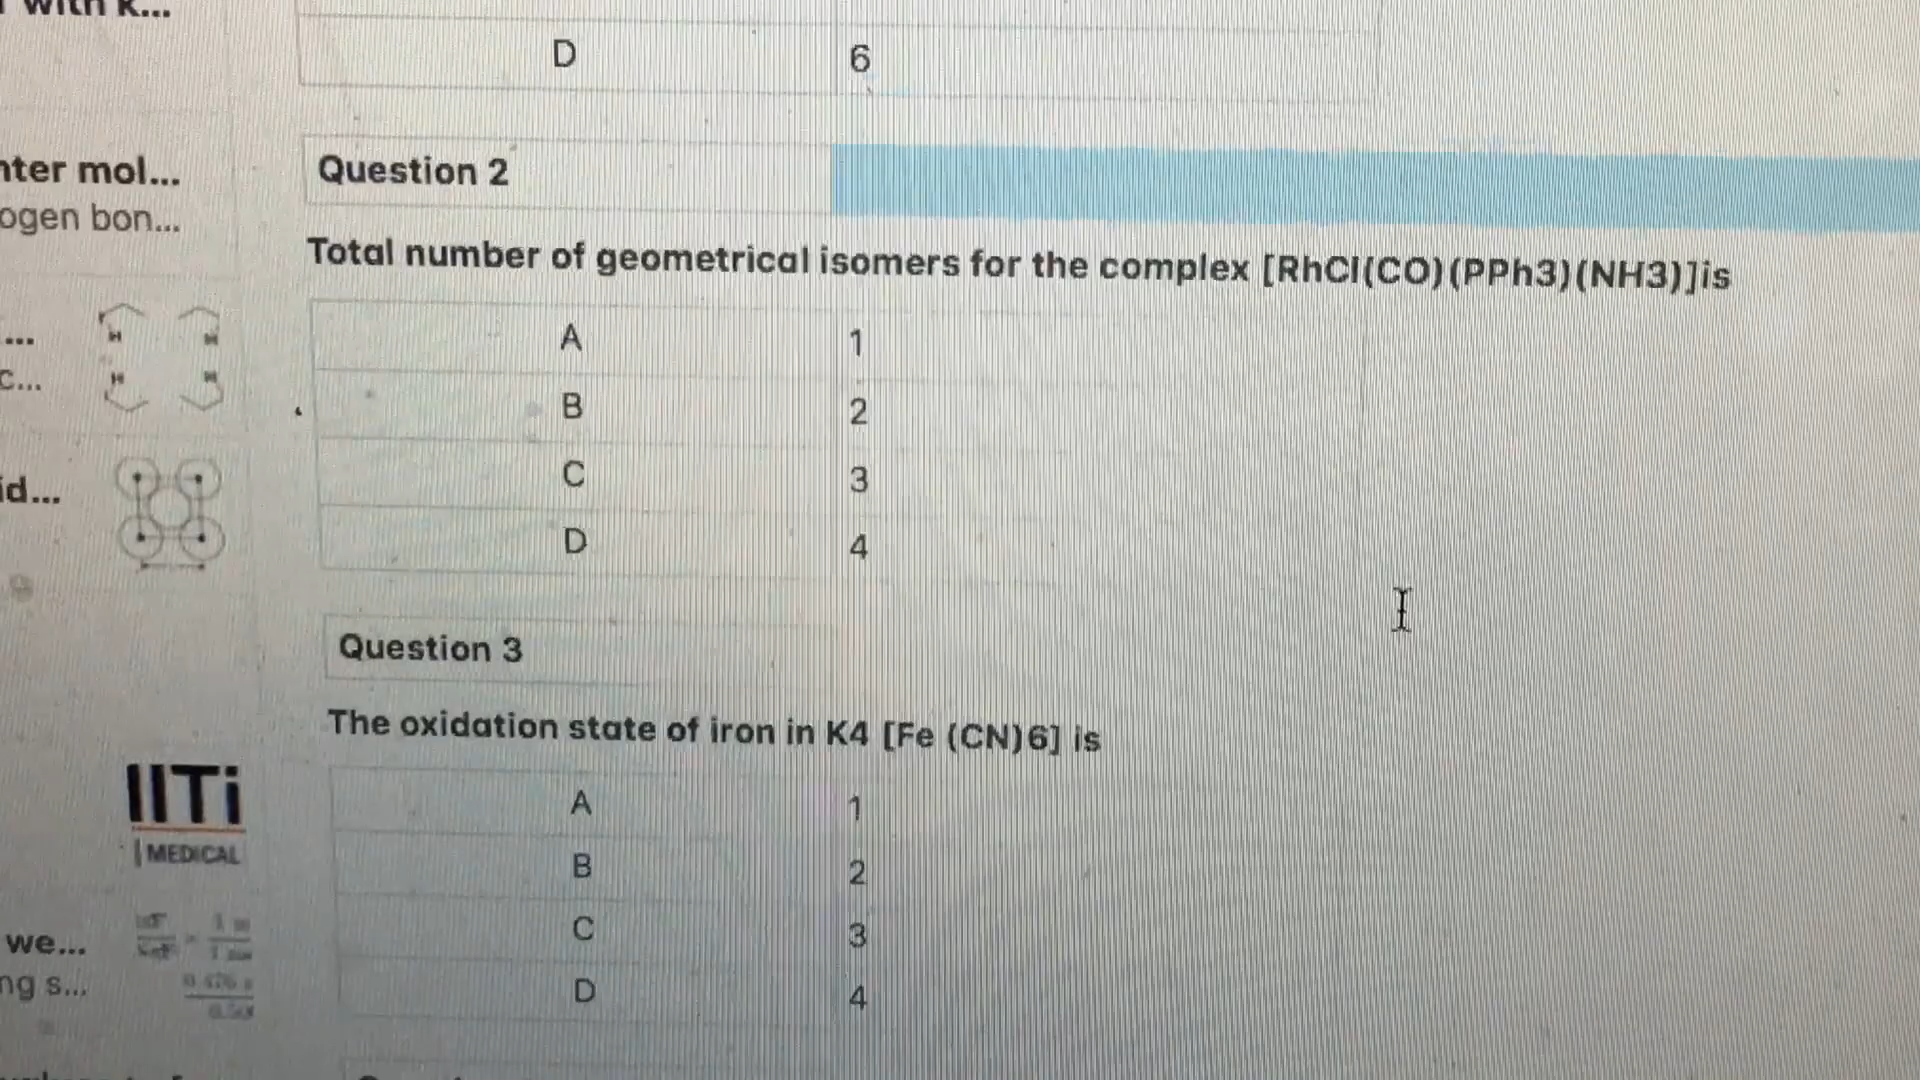 with K...
D 6
Question 2
nter mol...
ogen bon...
Total number of geometrical isomers for the complex [RhCl(CO)(PPh3)(NH3)]is
A 1
...
c...
B 2
C 3
id...
D 4
Question 3
The oxidation state of iron in K4 [Fe (CN)6] is
IITi
MEDICAL
A 1
B 2
C 3
we...
ng s...
D 4